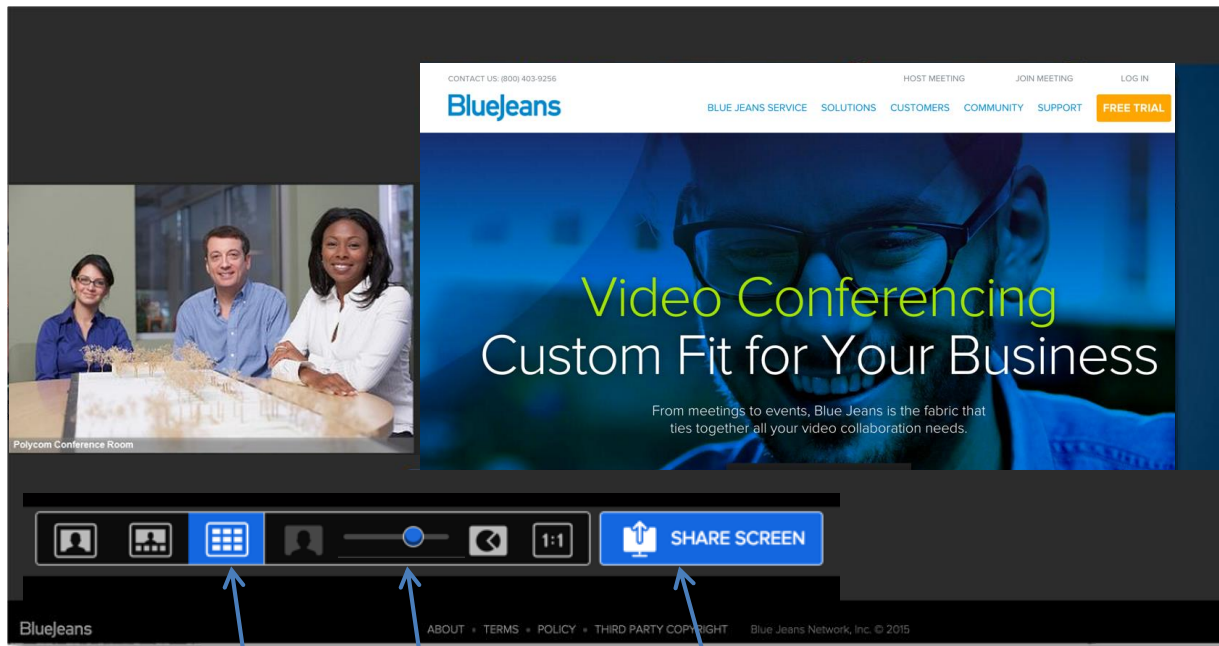 CONTACT US: (800) 403-9256
HOST MEETING JOIN MEETING LOG IN
BlueJeans
BLUE JEANS SERVICE SOLUTIONS CUSTOMERS COMMUNITY SUPPORT FREE TRIAL
Video Conferencing
Custom Fit for Your Business
From meetings to events, Blue Jeans is the fabric that
ties together all your video collaboration needs.
Polycom Conference Room
1:1 SHARE SCREEN
BlueJeans ABOUT • TERMS • POLICY • THIRD PARTY COPYRIGHT Blue Jeans Network, Inc. © 2015